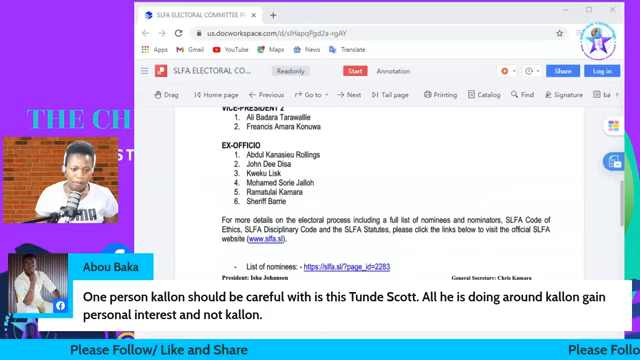 SLFA ELECTORAL COMMITTEE P
us.docworkspace.com/d/slHapqPgd2a-rgAY
Apps
Gmail
YouTube
Maps
News
Translate
SLFA ELECTORAL CO...
Readonly
Start
Annotation
Share
Log in
Drag
Home page
Previous
Go to
Next
Tail page
Printing
Catalog
Find
Signature
ba
VICE-PRESIDENT 2
1. Ali Badara Tarawallie
2. Freancis Amara Konuwa
EX-OFFICIO
1 Abdul Kanasieu Rollings
2 John Dee Disa
3 Kweku Lisk
4 Mohamed Sorie Jalloh
5 Ramatulai Kamara
6 Sheriff Barrie
For more details on the electoral process including a full list of nominees and nominators, SLFA Code of
Ethics, SLFA Disciplinary Code and the SLFA Statutes, please click the links below to visit the official SLFA
website (www.slfa.sl).
- List of nominees: - https://slfa.sl/?page_id=2283
President: Isha Johansen
General Secretary: Chris Kamara
THE CH
ST
Abou Baka
One person kallon should be careful with is this Tunde Scott. All he is doing around kallon gain
personal interest and not kallon.
Please Follow/ Like and Share
Please Follo